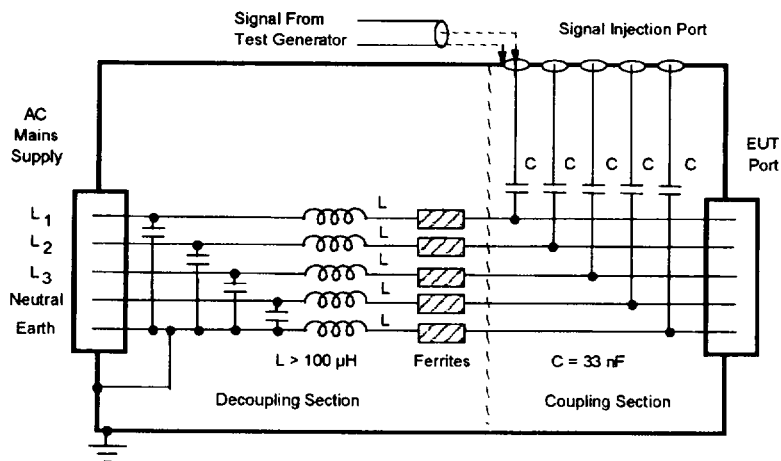 Signal From
Test Generator
Signal Injection Port
AC
Mains
Supply
EUT
Port
C C C C C
L1
L
L2
L
L3
L
Neutral
L
Earth
L
L > 100 µH
Ferrites
C = 33 nF
Decoupling Section
Coupling Section